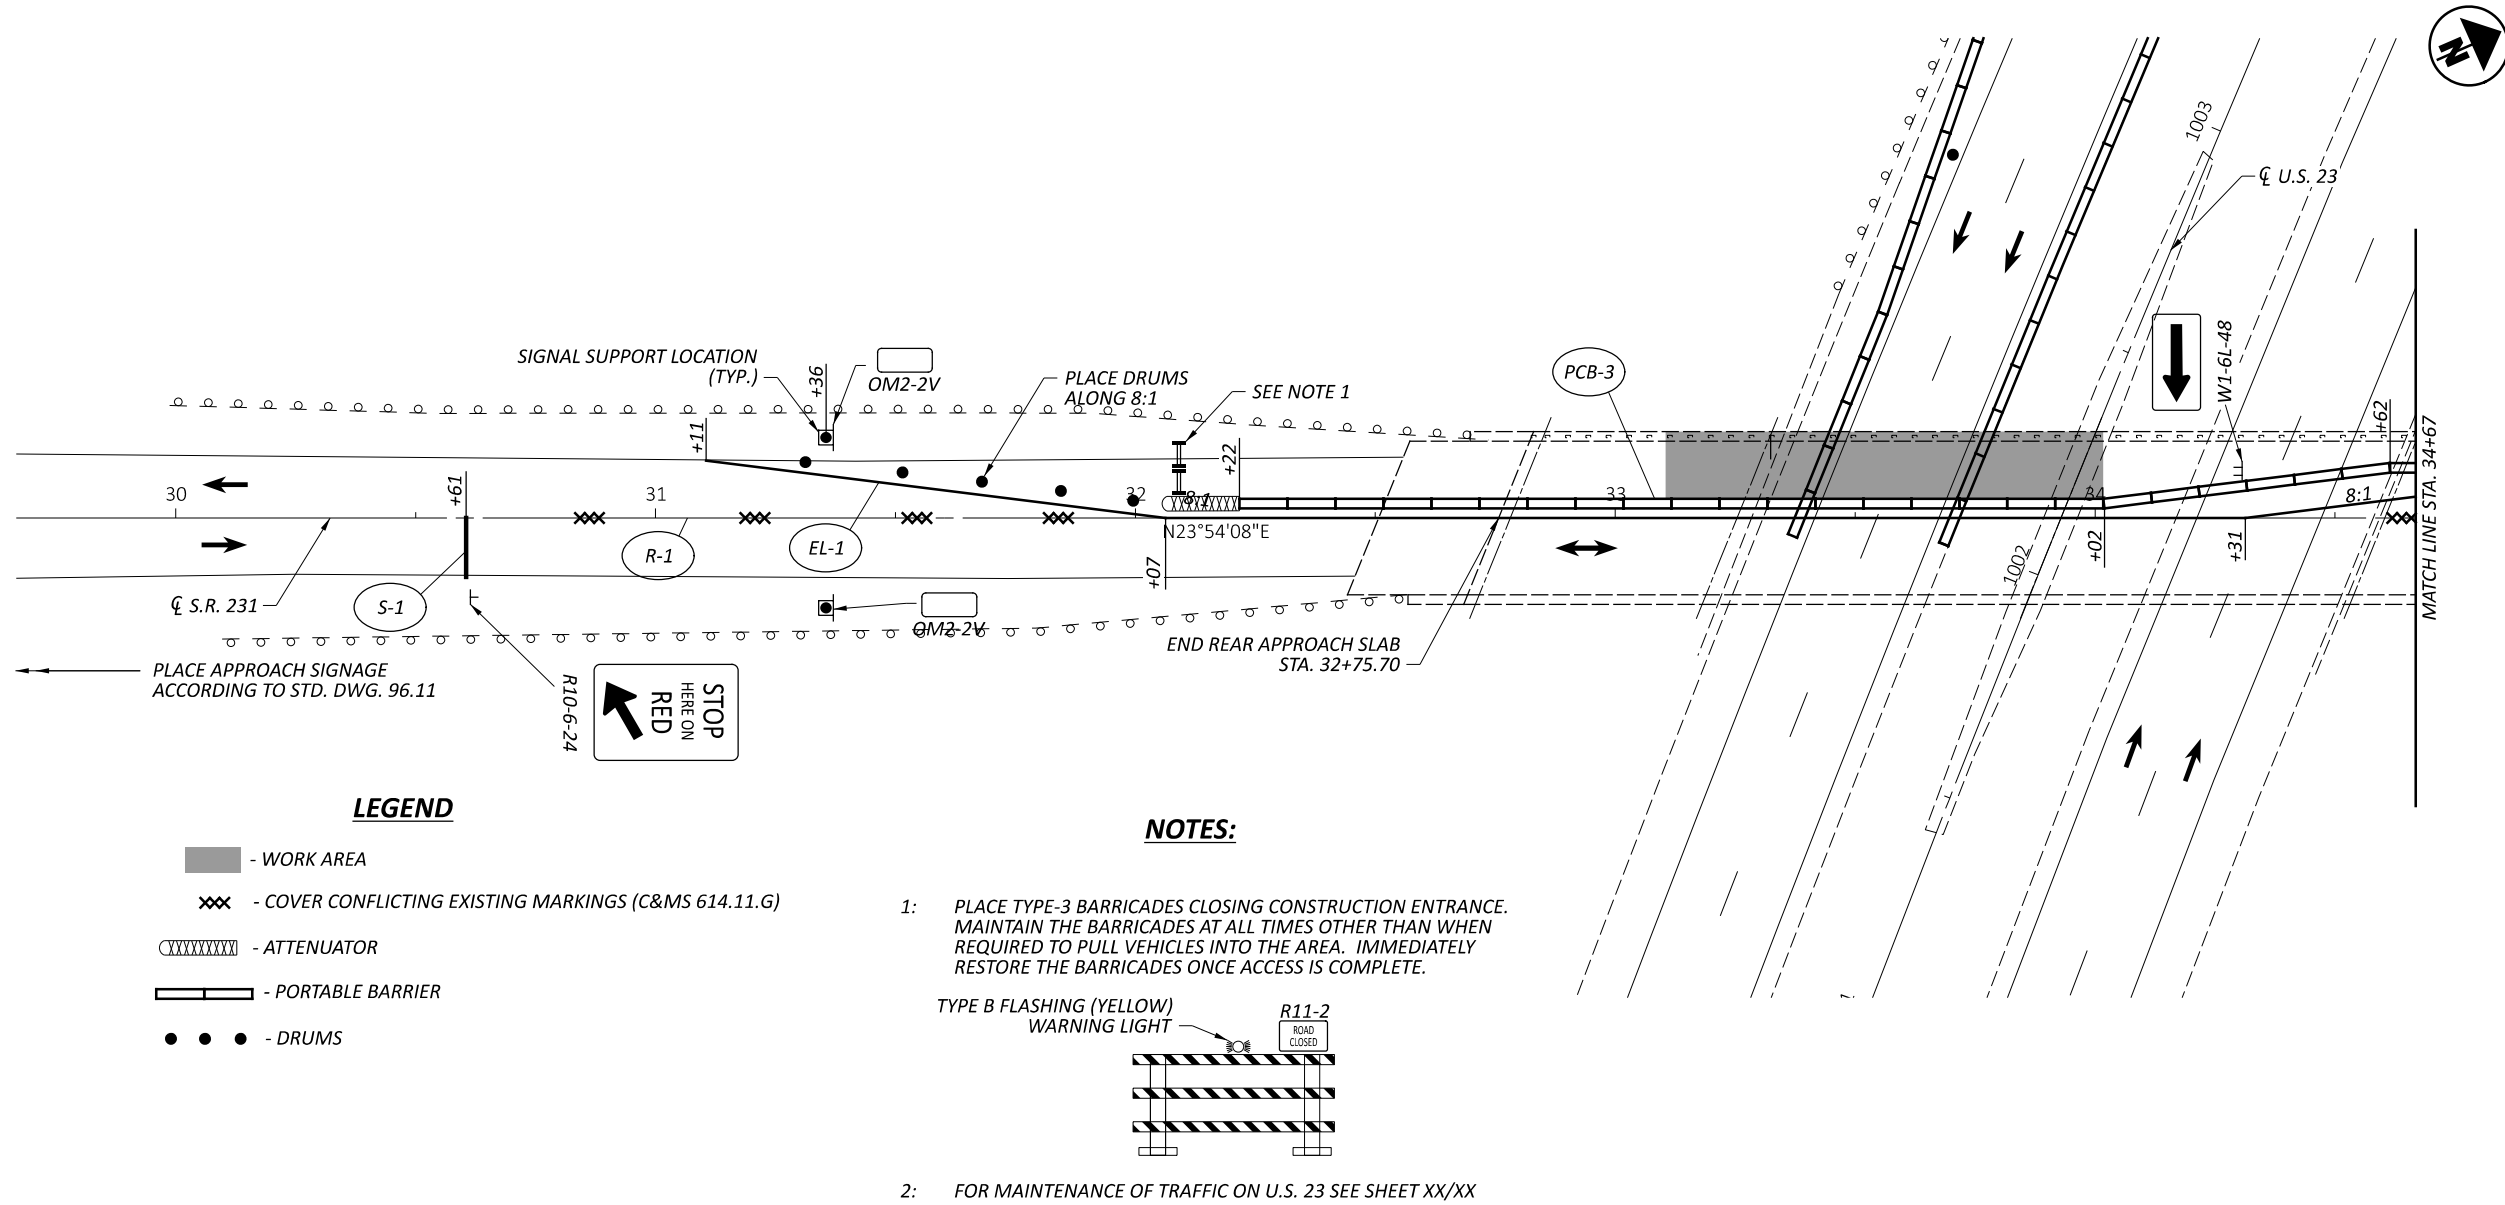 N
1003
℄ U.S. 23
SIGNAL SUPPORT LOCATION
(TYP.)
+36
OM2-2V
PLACE DRUMS
ALONG 8:1
SEE NOTE 1
PCB-3
W1-6L-48
+62
+11
+22
+61
30
31
32
8:1
33
34
8:1
MATCH LINE STA. 34+67
N23°54'08"E
R-1
EL-1
+07
1002
+02
+31
℄ S.R. 231
S-1
OM2-2V
END REAR APPROACH SLAB
STA. 32+75.70
PLACE APPROACH SIGNAGE
ACCORDING TO STD. DWG. 96.11
R10-6-24
STOP
HERE ON
RED
LEGEND
- WORK AREA
- COVER CONFLICTING EXISTING MARKINGS (C&MS 614.11.G)
- ATTENUATOR
- PORTABLE BARRIER
- DRUMS
NOTES:
1: PLACE TYPE-3 BARRICADES CLOSING CONSTRUCTION ENTRANCE.
MAINTAIN THE BARRICADES AT ALL TIMES OTHER THAN WHEN
REQUIRED TO PULL VEHICLES INTO THE AREA. IMMEDIATELY
RESTORE THE BARRICADES ONCE ACCESS IS COMPLETE.
TYPE B FLASHING (YELLOW)
WARNING LIGHT
R11-2
ROAD
CLOSED
2: FOR MAINTENANCE OF TRAFFIC ON U.S. 23 SEE SHEET XX/XX